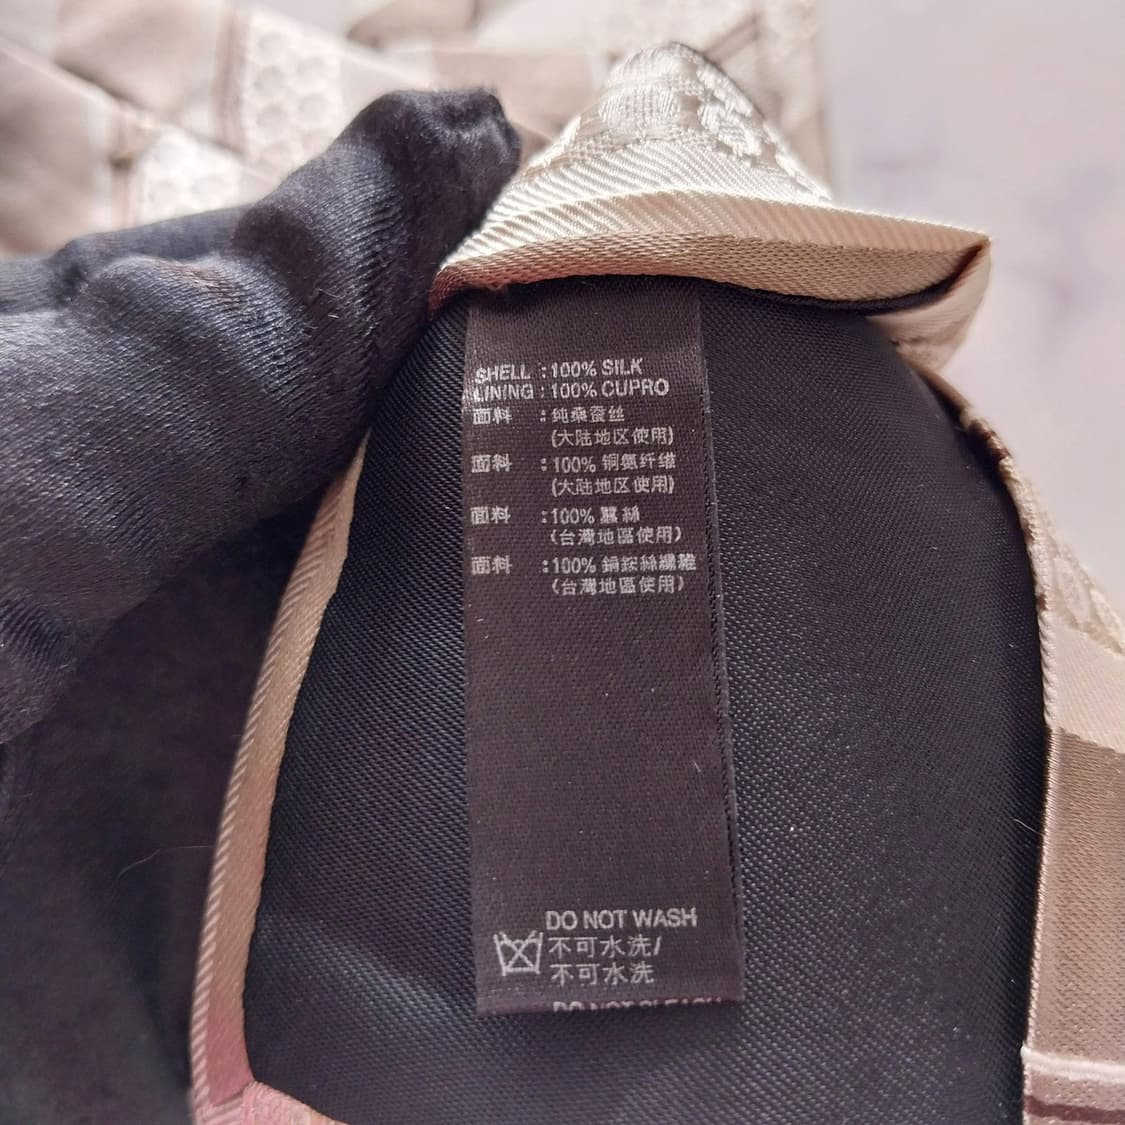 SHELL : 100% SILK
LINING : 100% CUPRO
面料 : 纯桑蚕丝
(大陆地区使用)
面料 : 100% 铜氨纤维
(大陆地区使用)
面料 : 100% 蠶絲
(台灣地區使用)
面料 : 100% 銅銨絲纖維
(台灣地區使用)
DO NOT WASH
不可水洗/
不可水洗
DO NOT BLEACH